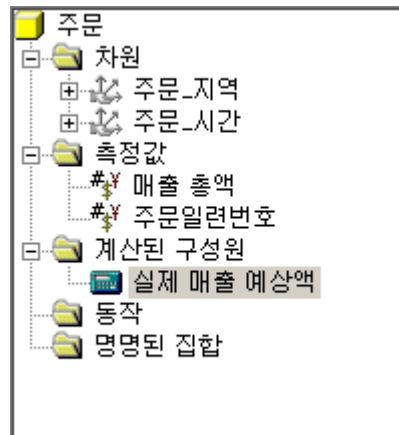 주문
차원
주문_지역
주문_시간
측정값
매출 총액
주문일련번호
계산된 구성원
실제 매출 예상액
동작
명명된 집합